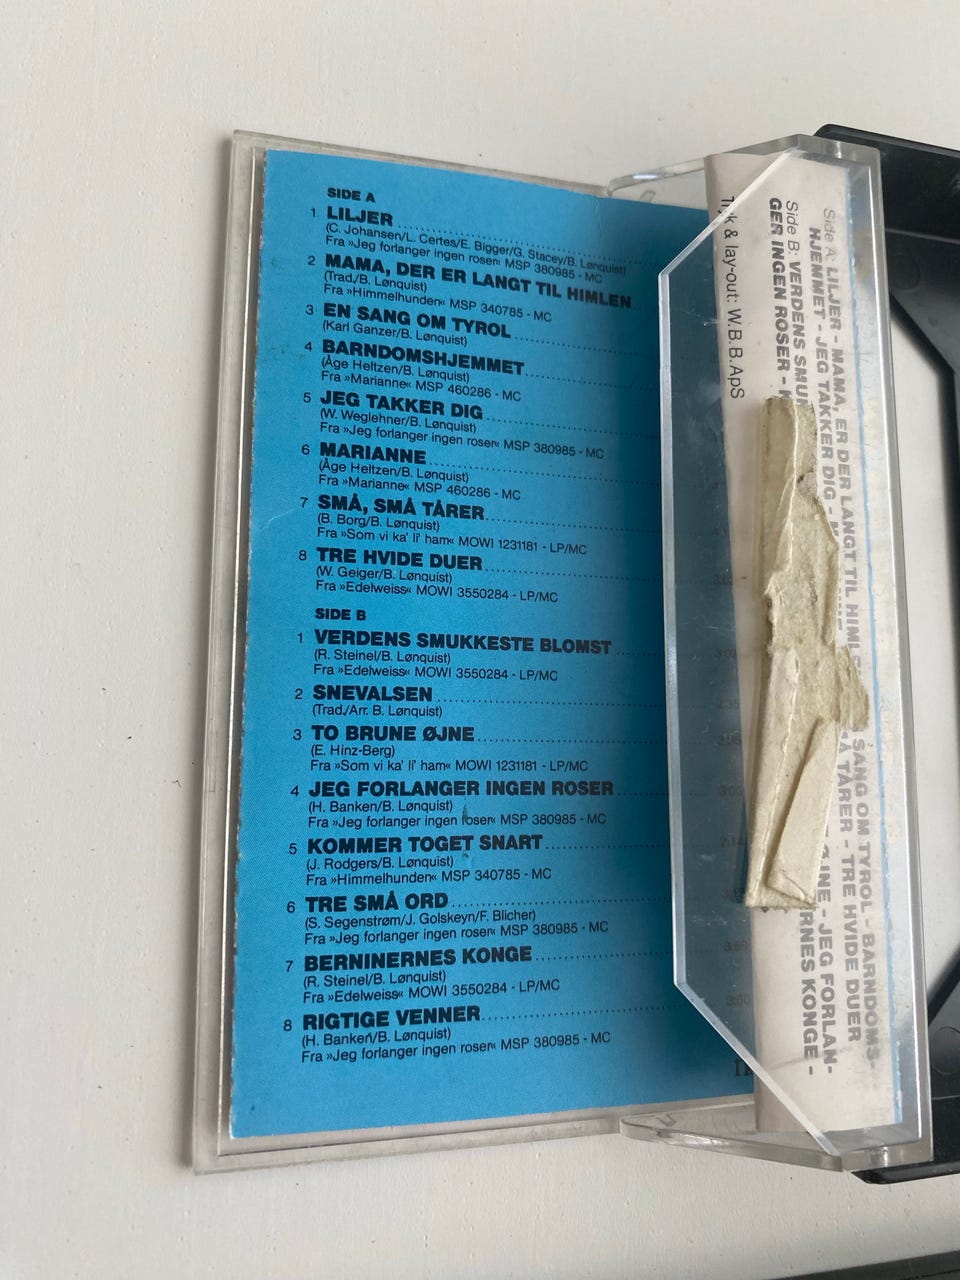 SIDE A
1. LILJER
(C. Johansen/L. Certes/E. Bigger/G. Stacey/B. Lønquist)
Fra »Jeg forlanger ingen roser« MSP 380985 - MC
2 MAMA, DER ER LANGT TIL HIMLEN
(Trad./B. Lønquist)
Fra »Himmelhunden« MSP 340785 - MC
3 EN SANG OM TYROL
(Karl Ganzer/B. Lønquist)
4 BARNDOMSHJEMMET
(Åge Heltzen/B. Lønquist)
Fra »Marianne« MSP 460286 - MC
5 JEG TAKKER DIG
(W. Weglehner/B. Lønquist)
Fra »Jeg forlanger ingen roser« MSP 380985 - MC
6 MARIANNE
(Åge Heltzen/B. Lønquist)
Fra »Marianne« MSP 460286 - MC
7 SMÅ, SMÅ TÅRER
(B. Borg/B. Lønquist)
Fra »Som vi ka' li' ham« MOWI 1231181 - LP/MC
8 TRE HVIDE DUER
(W. Geiger/B. Lønquist)
Fra »Edelweiss« MOWI 3550284 - LP/MC
SIDE B
1 VERDENS SMUKKESTE BLOMST
(R. Steinel/B. Lønquist)
Fra »Edelweiss« MOWI 3550284 - LP/MC
2 SNEVALSEN
(Trad./Arr. B. Lønquist)
3 TO BRUNE ØJNE
(E. Hinz-Berg)
Fra »Som vi ka' li' ham« MOWI 1231181 - LP/MC
4 JEG FORLANGER INGEN ROSER
(H. Banken/B. Lønquist)
Fra »Jeg forlanger ingen roser« MSP 380985 - MC
5 KOMMER TOGET SNART
(J. Rodgers/B. Lønquist)
Fra »Himmelhunden« MSP 340785 - MC
6 TRE SMÅ ORD
(S. Segenstrøm/J. Golskeyn/F. Blicher)
Fra »Jeg forlanger ingen roser« MSP 380985 - MC
7 BERNINERNES KONGE
(R. Steinel/B. Lønquist)
Fra »Edelweiss« MOWI 3550284 - LP/MC
8 RIGTIGE VENNER
(H. Banken/B. Lønquist)
Fra »Jeg forlanger ingen roser« MSP 380985 - MC
Side A: LILJER - MAMA, ER DER LANGT TIL HIMLEN SANG OM TYROL - BARNDOMS-
HJEMMET - JEG TAKKER DIG - TÅRER - TRE HVIDE DUER
Side B: VERDENS SMUK ØJNE - JEG FORLAN-
GER INGEN ROSER - K RNES KONGE -
Tryk & lay-out: W.B.B.ApS